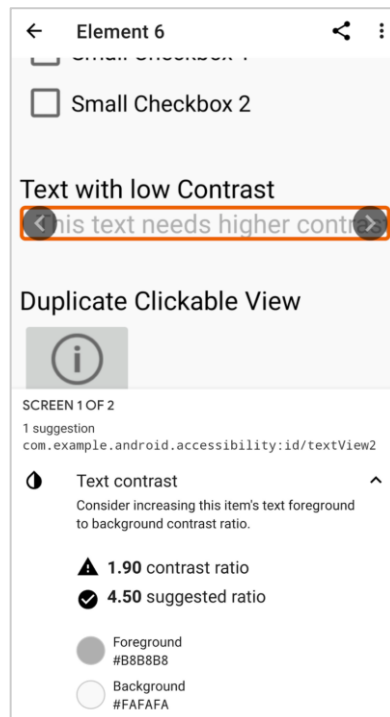 Element 6
Small Checkbox 2
Text with low Contrast
his text needs higher contras
Duplicate Clickable View
i
SCREEN 1 OF 2
1 suggestion
com.example.android.accessibility:id/textView2
Text contrast
Consider increasing this item's text foreground
to background contrast ratio.
1.90 contrast ratio
4.50 suggested ratio
Foreground
#B8B8B8
Background
#FAFAFA